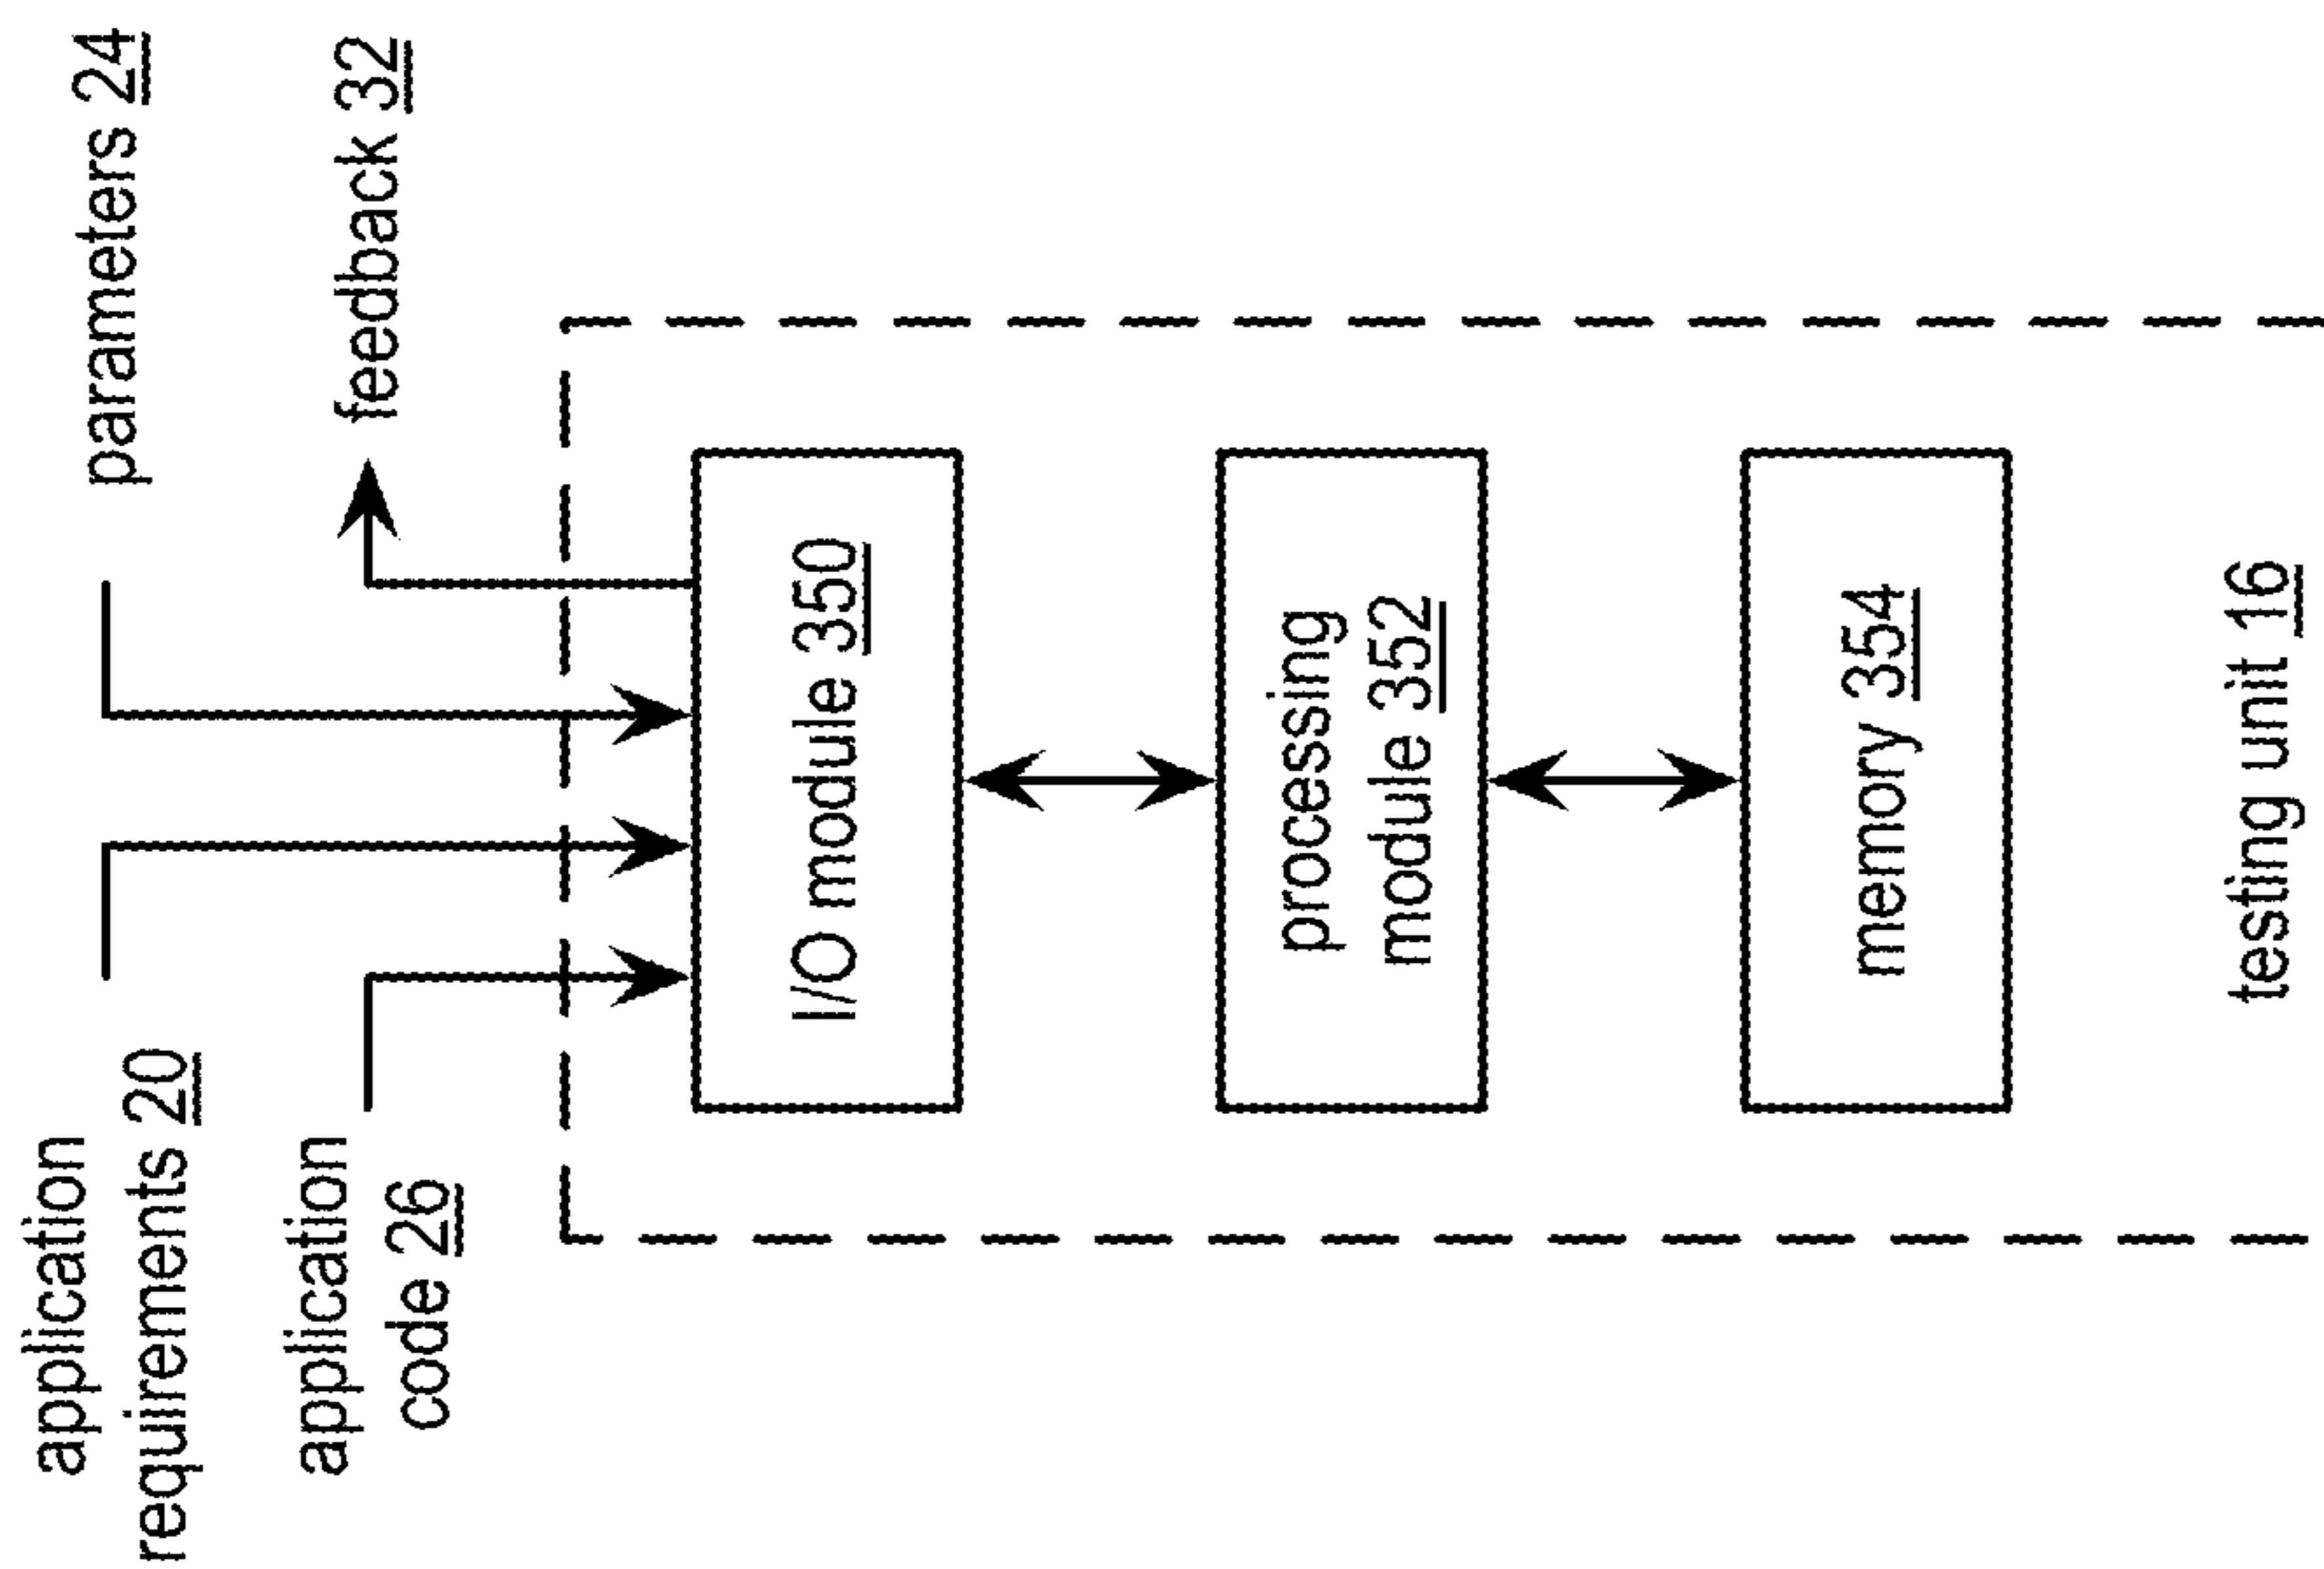 application
requirements 20
parameters 24
application
code 26
feedback 32
I/O module 350
processing
module 352
memory 354
testing unit 16